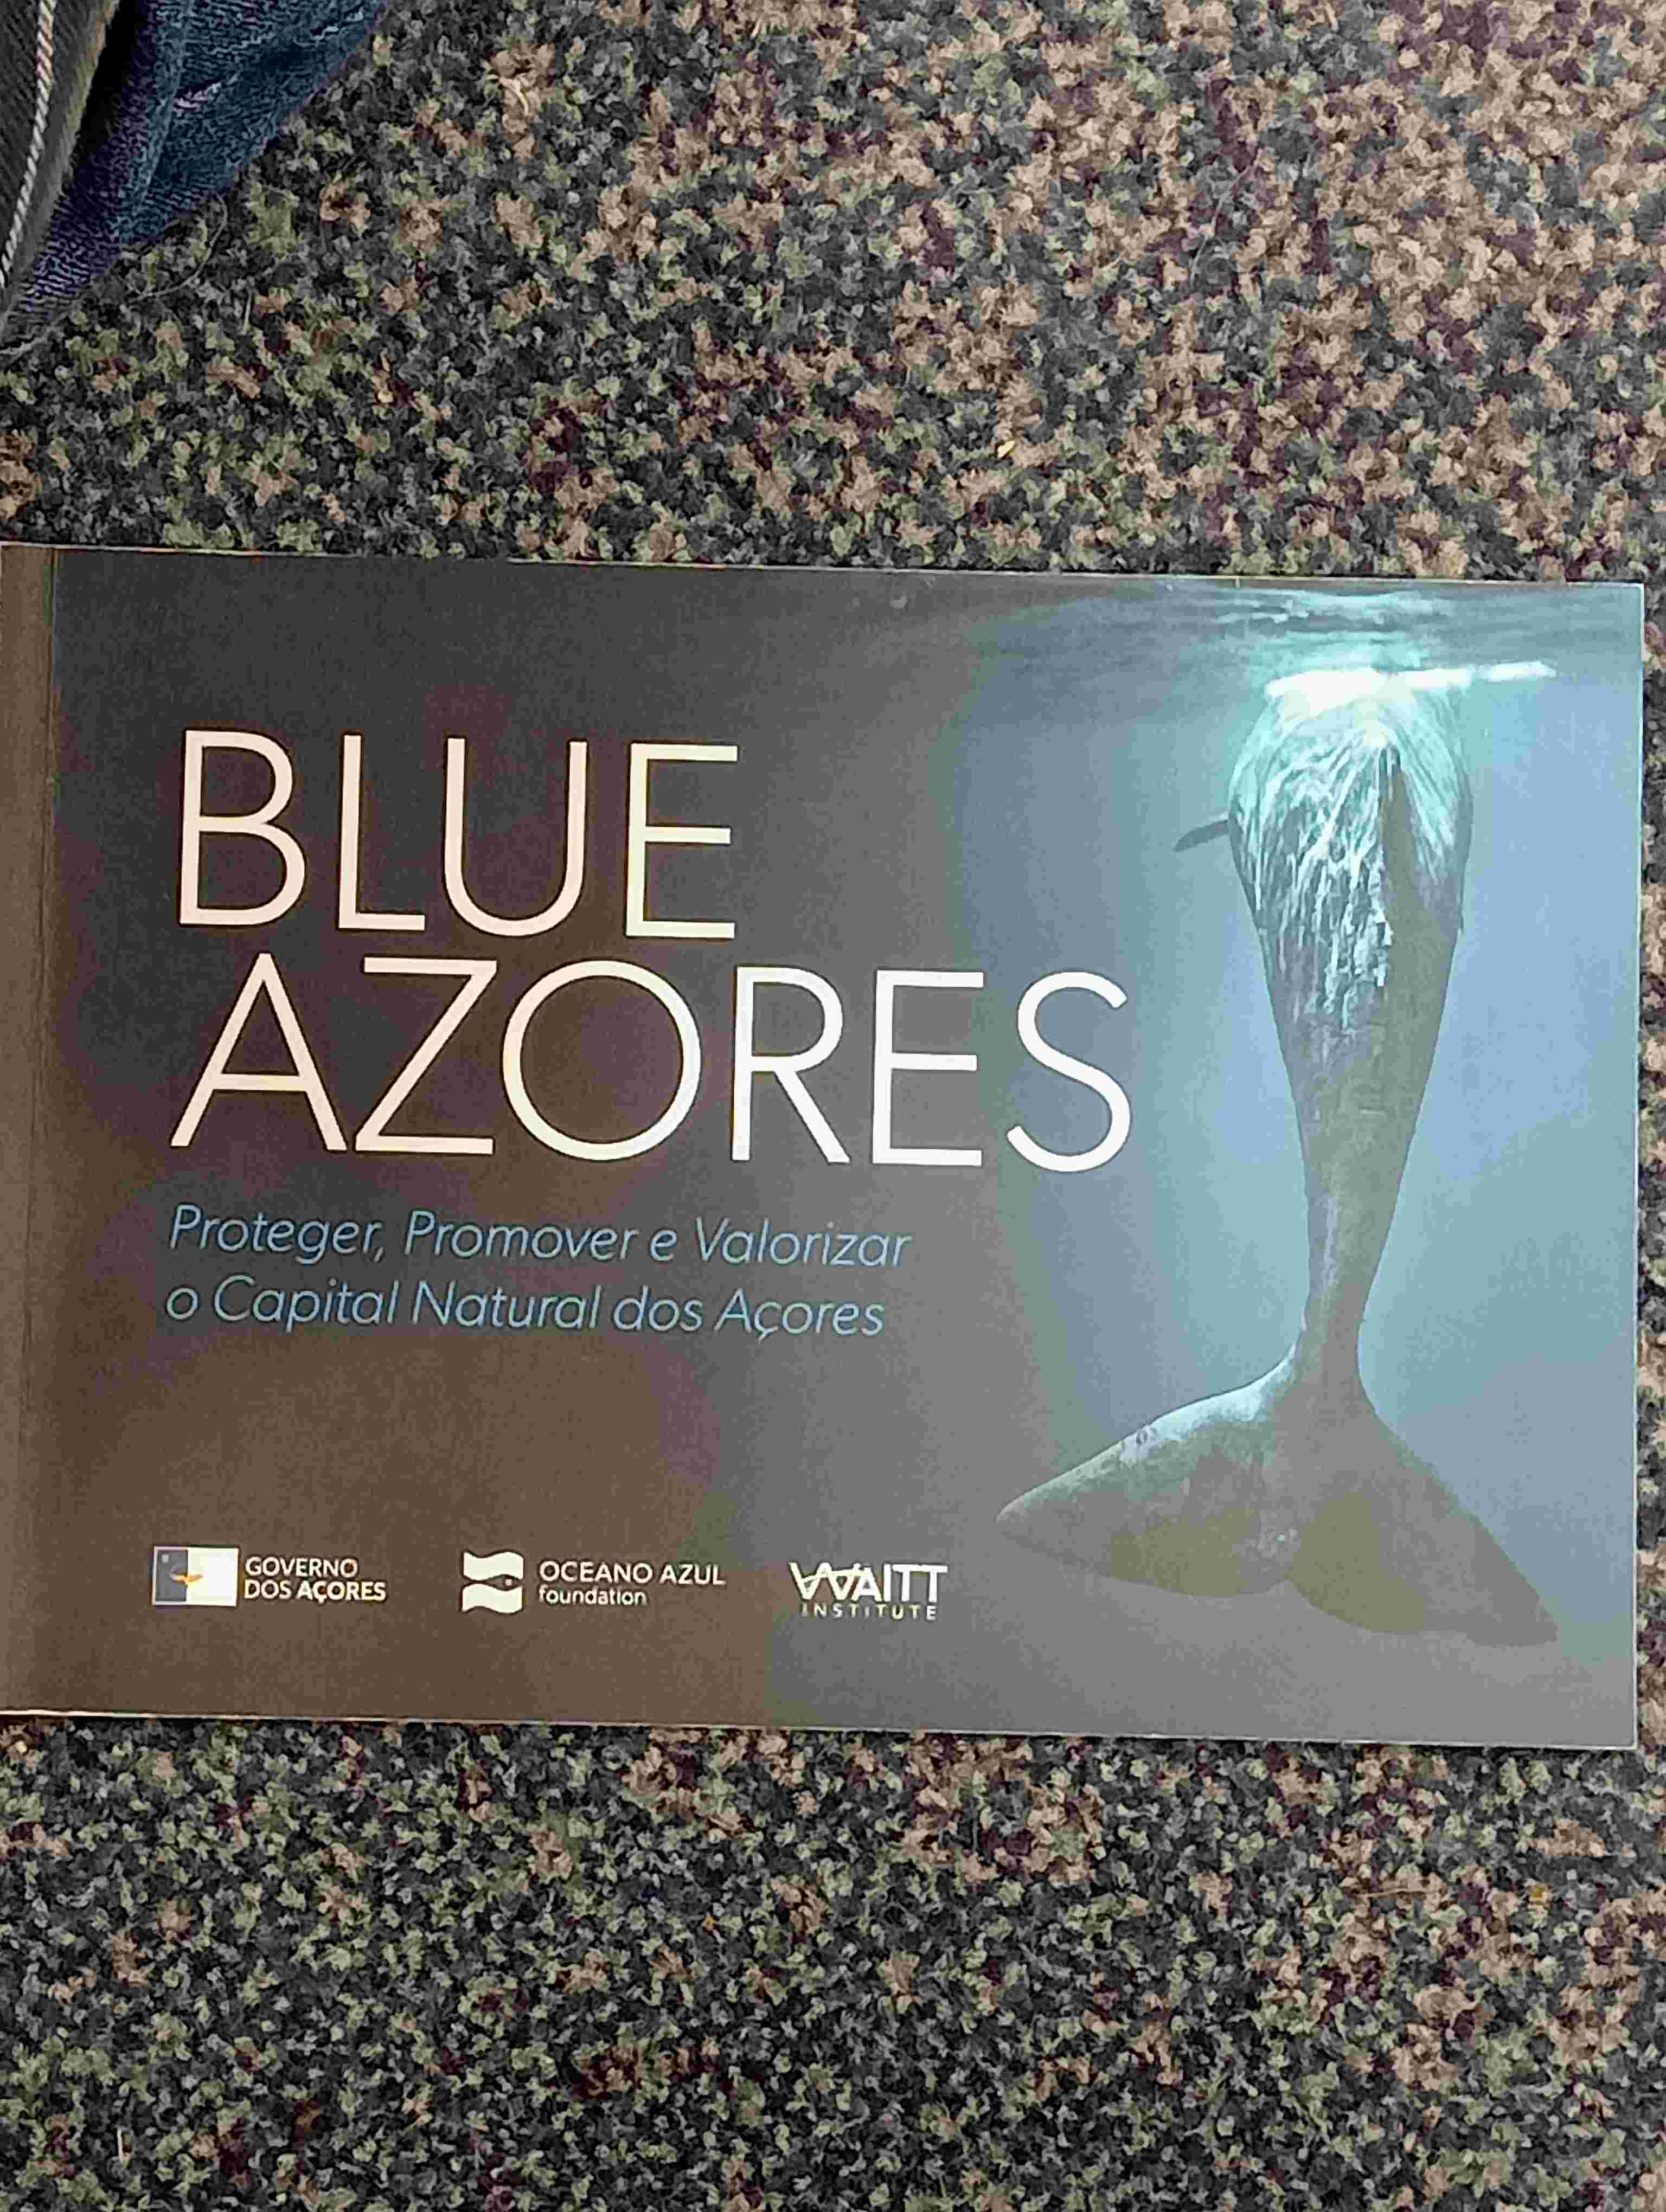 BLUE
AZORES
Proteger, Promover e Valorizar
o Capital Natural dos Açores
GOVERNO
DOS AÇORES
OCEANO AZUL
foundation
WAITT
INSTITUTE